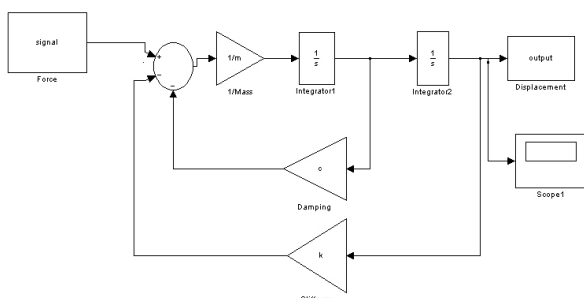 signal
Force
+
−
−
1/m
1/Mass
1
s
Integrator1
1
s
Integrator2
output
Displacement
Scope1
c
Damping
k